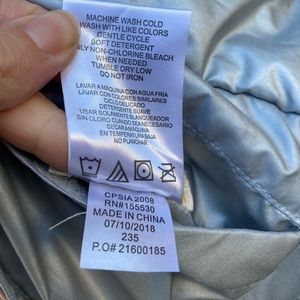 MACHINE WASH COLD
WASH WITH LIKE COLORS
GENTLE CYCLE
SOFT DETERGENT
ONLY NON-CHLORINE BLEACH
WHEN NEEDED
TUMBLE DRY LOW
DO NOT IRON
LAVAR A MAQUINA CON AGUA FRIA
LAVAR CON COLORES SIMILARES
CICLO DELICADO
DETERGENTE SUAVE
USAR SOLAMENTE BLANQUEADOR
SIN CLORO CUANDO SEA NECESARIO
SECAR A MAQUINA
EN TEMPERATURA BAJA
NO PLANCHAR
CPSIA 2008
RN#155530
MADE IN CHINA
07/10/2018
235
P.O# 21600185